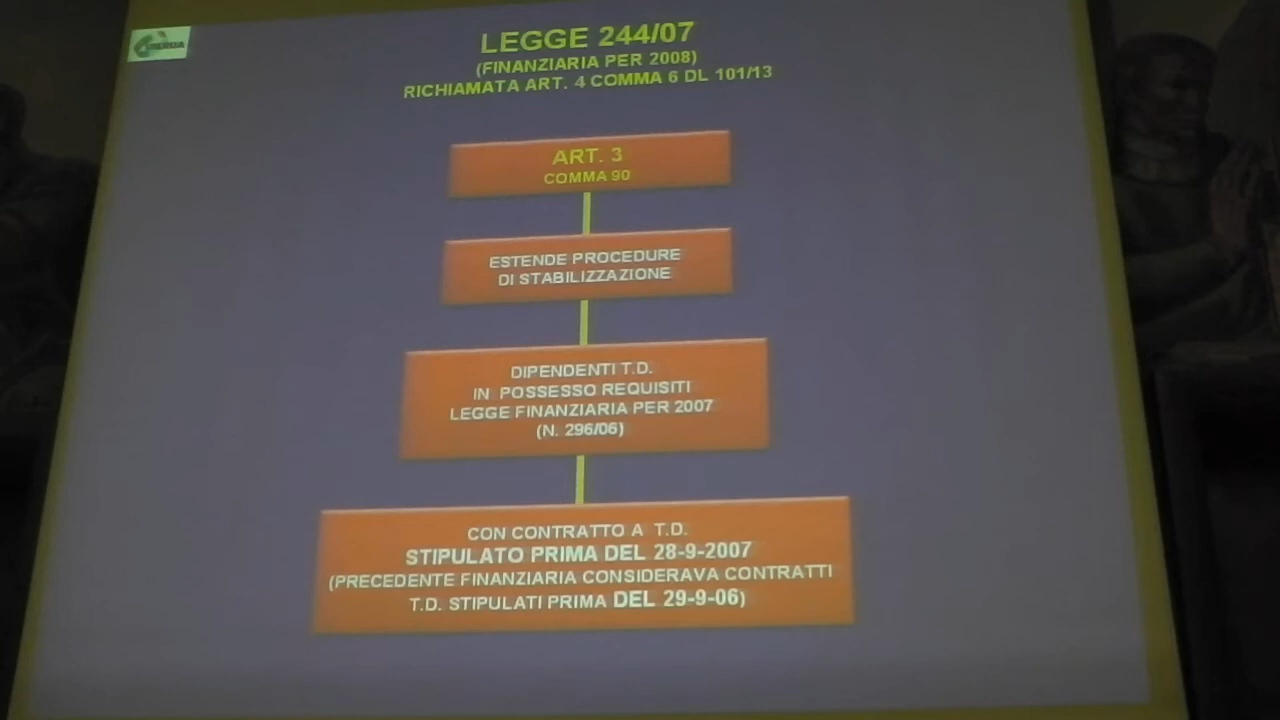 LEGGE 244/07
(FINANZIARIA PER 2008)
RICHIAMATA ART. 4 COMMA 6 DL 101/13
ART. 3
COMMA 90
ESTENDE PROCEDURE
DI STABILIZZAZIONE
DIPENDENTI T.D.
IN POSSESSO REQUISITI
LEGGE FINANZIARIA PER 2007
(N. 296/06)
CON CONTRATTO A T.D.
STIPULATO PRIMA DEL 28-9-2007
(PRECEDENTE FINANZIARIA CONSIDERAVA CONTRATTI
T.D. STIPULATI PRIMA DEL 29-9-06)